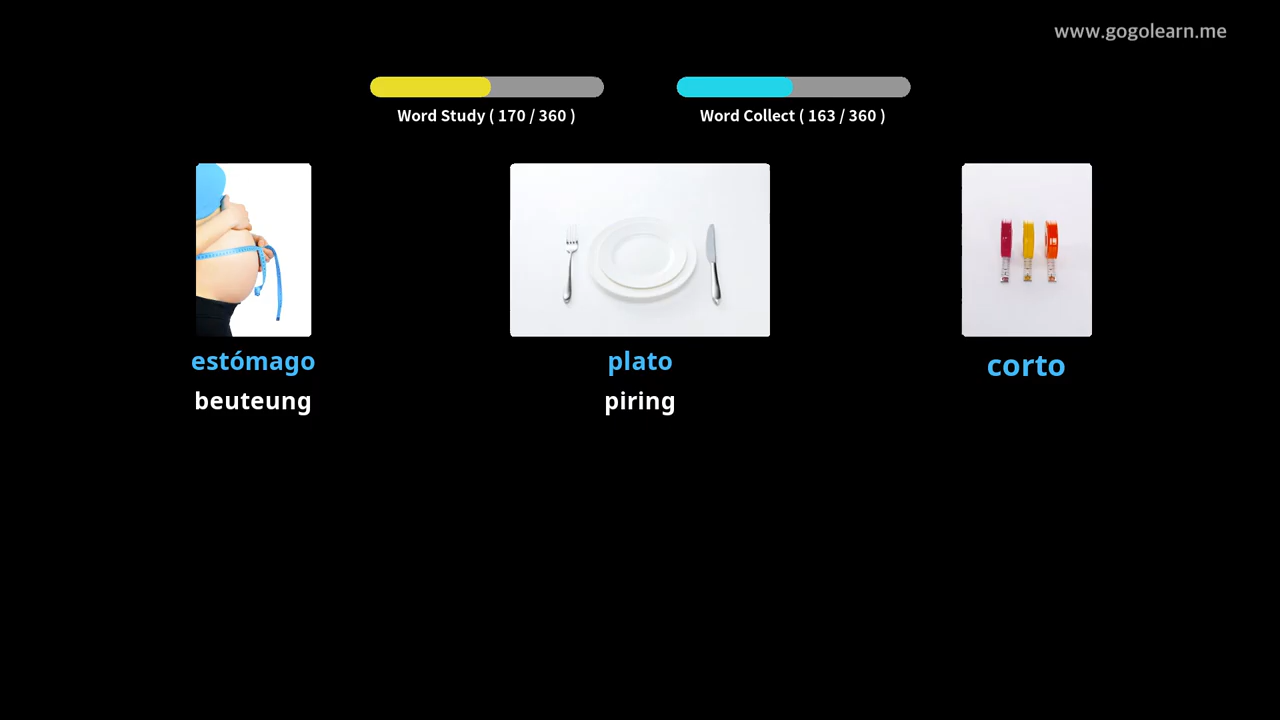 www.gogolearn.me
Word Study ( 170 / 360 )
Word Collect ( 163 / 360 )
estómago
beuteung
plato
piring
corto